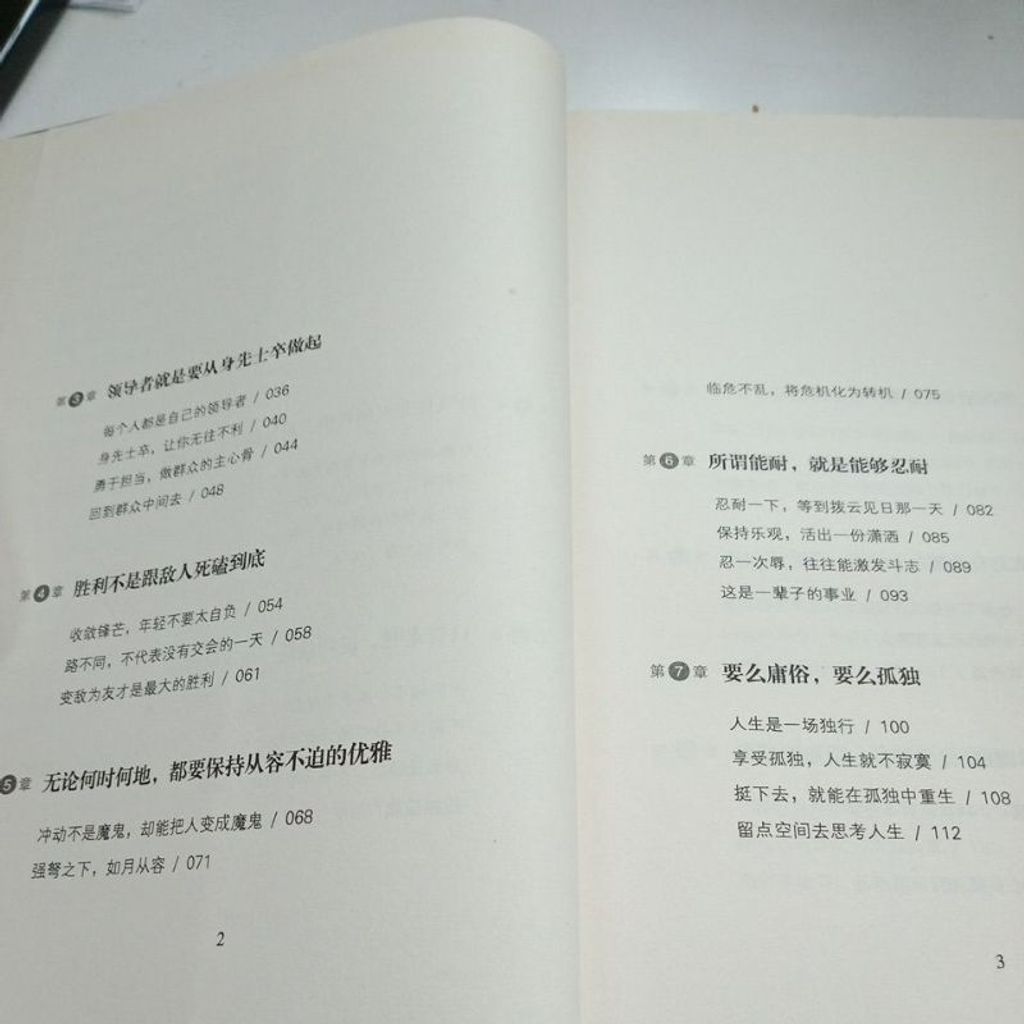 第3章 领导者就是要从身先士卒做起
每个人都是自己的领导者 / 036
身先士卒，让你无往不利 / 040
勇于担当，做群众的主心骨 / 044
回到群众中间去 / 048
第4章 胜利不是跟敌人死磕到底
收敛锋芒，年轻不要太自负 / 054
路不同，不代表没有交会的一天 / 058
变敌为友才是最大的胜利 / 061
5章 无论何时何地，都要保持从容不迫的优雅
冲动不是魔鬼，却能把人变成魔鬼 / 068
强弩之下，如月从容 / 071
2
临危不乱，将危机化为转机 / 075
第6章 所谓能耐，就是能够忍耐
忍耐一下，等到拨云见日那一天 / 082
保持乐观，活出一份潇洒 / 085
忍一次辱，往往能激发斗志 / 089
这是一辈子的事业 / 093
第7章 要么庸俗，要么孤独
人生是一场独行 / 100
享受孤独，人生就不寂寞 / 104
挺下去，就能在孤独中重生 / 108
留点空间去思考人生 / 112
3